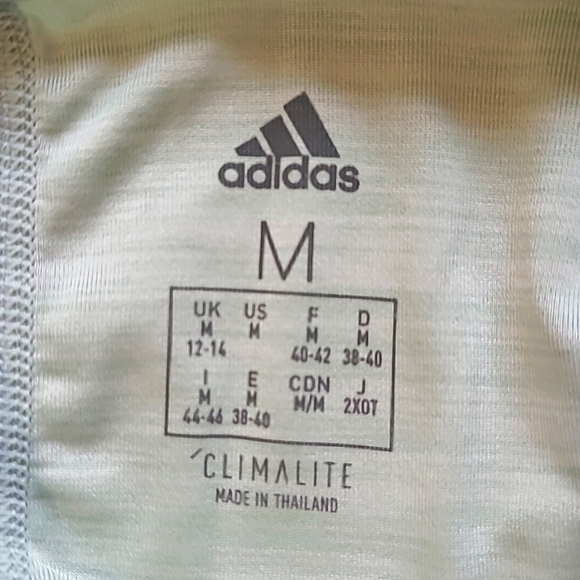 adidas
M
UK US F D
M M M M
12-14 40-42 38-40
I E CDN J
M M M/M 2XOT
44-46 38-40
CLIMALITE
MADE IN THAILAND